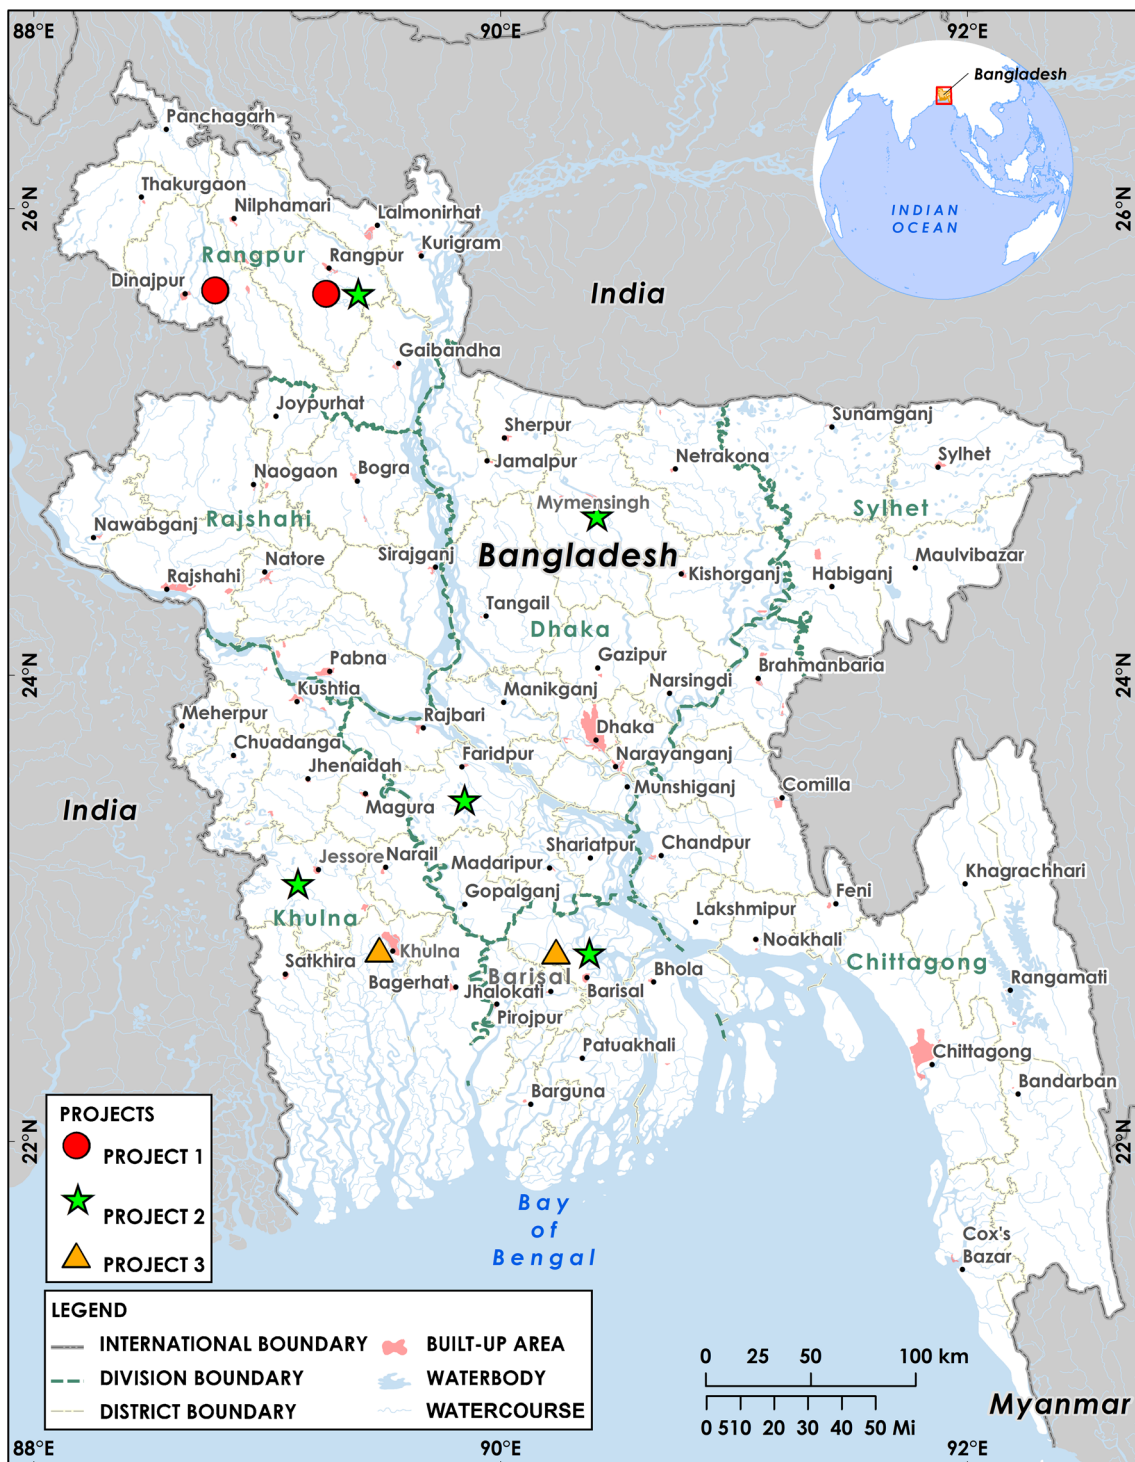 88°E
90°E
92°E
Bangladesh
INDIAN
OCEAN
26°N
26°N
Panchagarh
Thakurgaon
Nilphamari
Lalmonirhat
Kurigram
Rangpur
Rangpur
Dinajpur
India
Gaibandha
Joypurhat
Sherpur
Sunamganj
Jamalpur
Netrakona
Sylhet
Naogaon
Bogra
Mymensingh
Sylhet
Nawabganj
Rajshahi
Bangladesh
Natore
Sirajganj
Maulvibazar
Rajshahi
Kishorganj
Habiganj
Tangail
Dhaka
Pabna
Gazipur
Brahmanbaria
24°N
24°N
Kushtia
Manikganj
Narsingdi
Meherpur
Rajbari
Dhaka
Chuadanga
Faridpur
Narayanganj
Jhenaidah
Munshiganj
Comilla
India
Magura
Shariatpur
Chandpur
Jessore
Narail
Madaripur
Khagrachhari
Gopalganj
Feni
Khulna
Lakshmipur
Noakhali
Khulna
Satkhira
Chittagong
Bhola
Barisal
Rangamati
Bagerhat
Jhalokati
Barisal
Pirojpur
Patuakhali
Chittagong
Barguna
Bandarban
22°N
22°N
PROJECTS
PROJECT 1
PROJECT 2
PROJECT 3
Bay
of
Bengal
Cox's
Bazar
LEGEND
INTERNATIONAL BOUNDARY
BUILT-UP AREA
DIVISION BOUNDARY
WATERBODY
DISTRICT BOUNDARY
WATERCOURSE
0 25 50 100 km
0 5 10 20 30 40 50 Mi
Myanmar
88°E
90°E
92°E